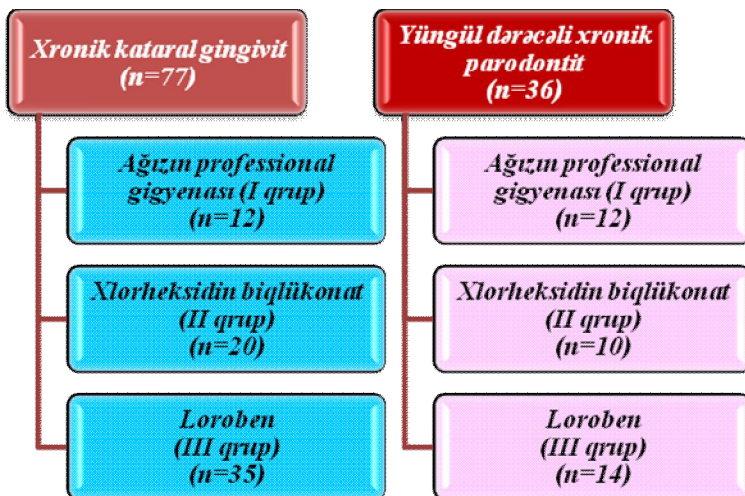 Xronik kataral gingivit
(n=77)
Ağızın professional
gigyenası (I qrup)
(n=12)
Xlorheksidin biqlükonat
(II qrup)
(n=20)
Loroben
(III qrup)
(n=35)
Yüngül dərəcəli xronik
parodontit
(n=36)
Ağızın professional
gigyenası (I qrup)
(n=12)
Xlorheksidin biqlükonat
(II qrup)
(n=10)
Loroben
(III qrup)
(n=14)